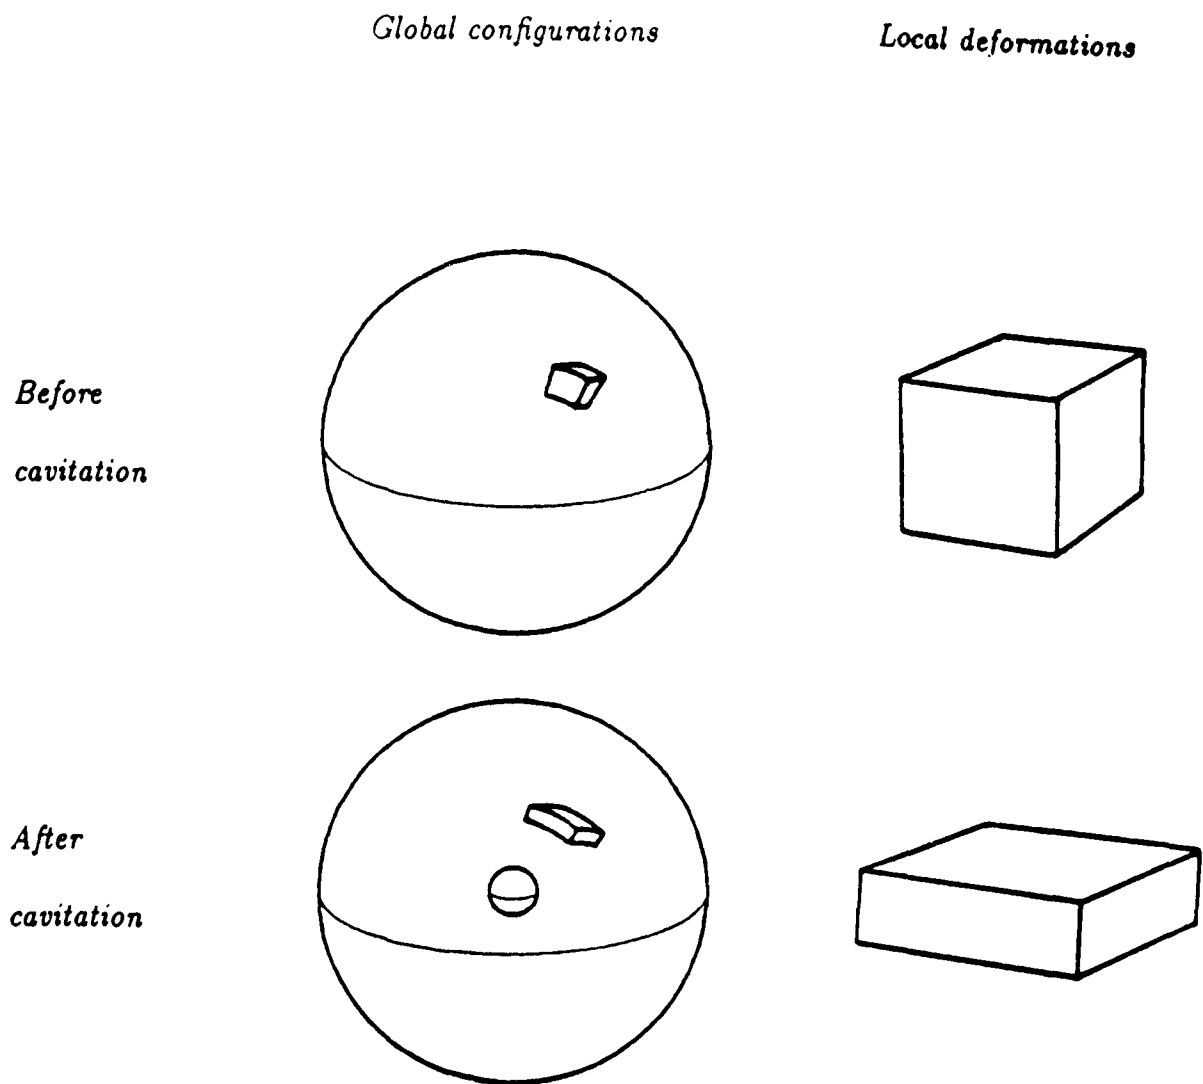 Global configurations
Local deformations
Before
cavitation
After
cavitation